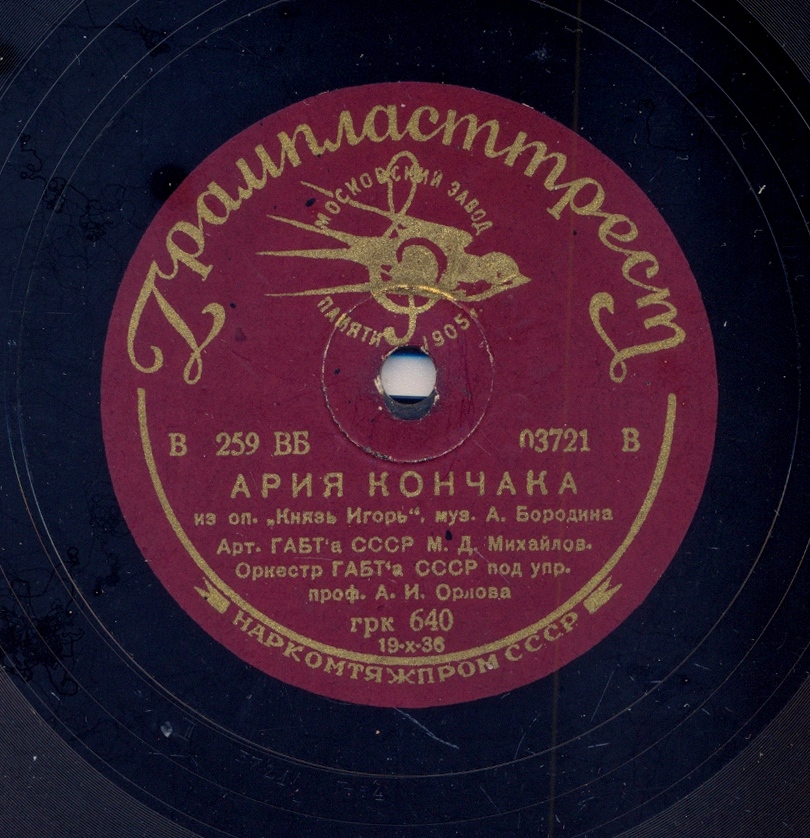 Грампласттрест
МОСКОВСКИЙ ЗАВОД
ПАМЯТИ 1905г.
В 259 ВБ 03721 В
АРИЯ КОНЧАКА
из оп. „Князь Игорь“, муз. А. Бородина
Арт. ГАБТ'а СССР М. Д. Михайлов.
Оркестр ГАБТ'а СССР под упр.
проф. А. И. Орлова
грк 640
19-х-36
НАРКОМТЯЖПРОМ СССР